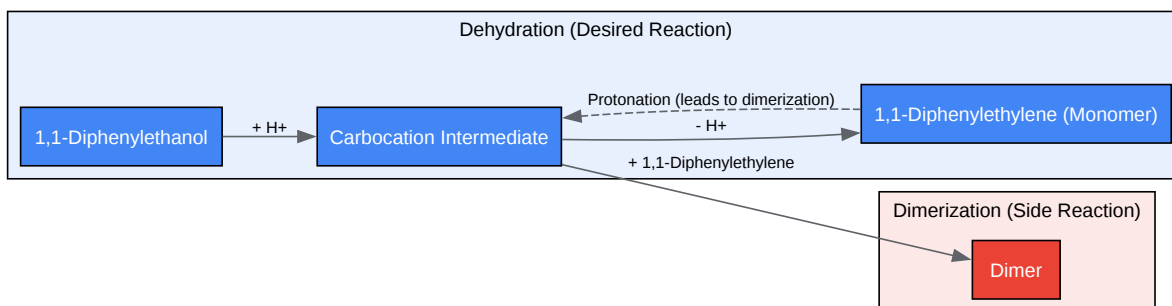 Dehydration (Desired Reaction)
1,1-Diphenylethanol
+ H+
Carbocation Intermediate
Protonation (leads to dimerization)
- H+
1,1-Diphenylethylene (Monomer)
+ 1,1-Diphenylethylene
Dimerization (Side Reaction)
Dimer